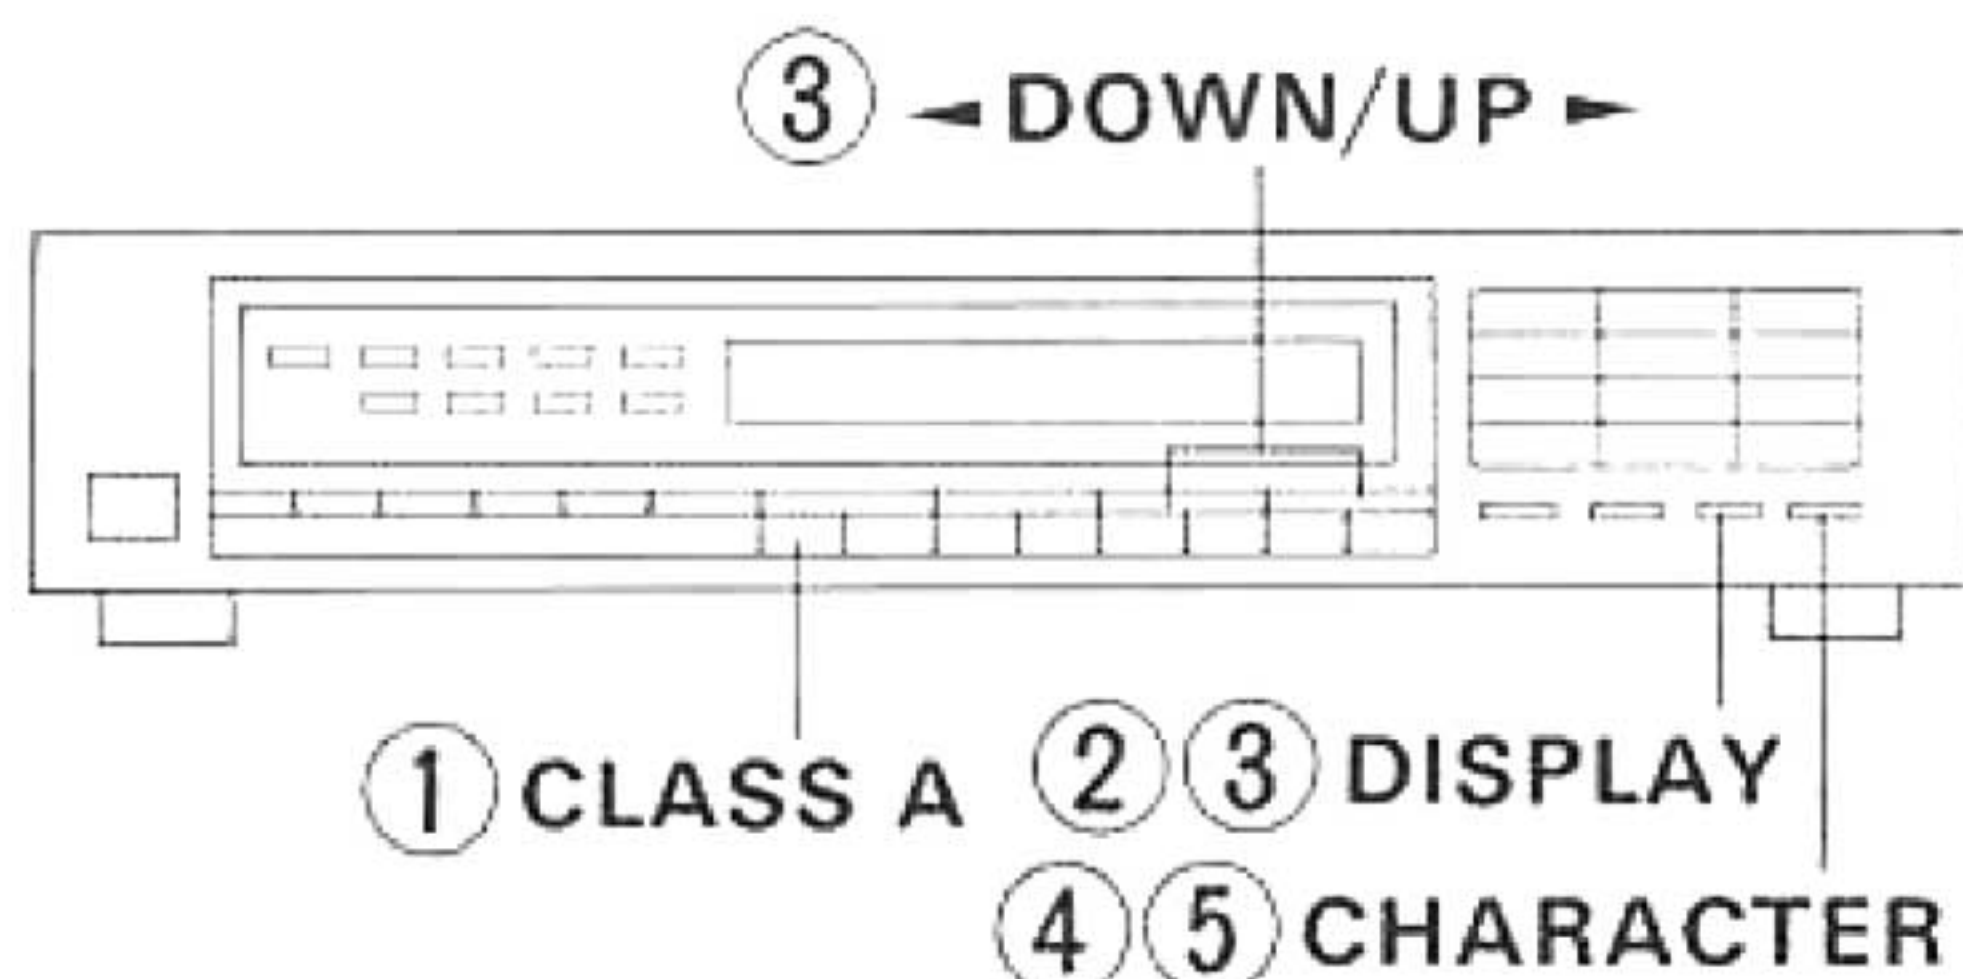 ③ ◄ DOWN/UP ►
① CLASS A
② ③ DISPLAY
④ ⑤ CHARACTER